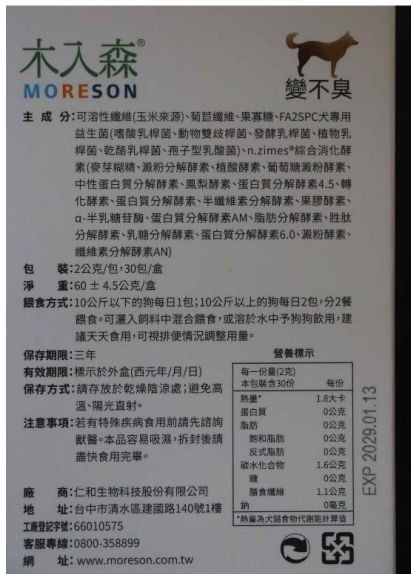 木入森®
MORESON
變不臭
主成分:可溶性纖維(玉米來源)、菊苣纖維、果寡糖、FA2SPC犬專用
益生菌(嗜酸乳桿菌、動物雙歧桿菌、發酵乳桿菌、植物乳
桿菌、乾酪乳桿菌、孢子型乳酸菌)、n.zimes®綜合消化酵
素(麥芽糊精、澱粉分解酵素、植酸酵素、葡萄糖澱粉酵素、
中性蛋白質分解酵素、鳳梨酵素、蛋白質分解酵素4.5、轉
化酵素、蛋白質分解酵素、半纖維素分解酵素、果膠酵素、
α-半乳糖苷酶、蛋白質分解酵素AM、脂肪分解酵素、胜肽
分解酵素、乳糖分解酵素、蛋白質分解酵素6.0、澱粉酵素、
纖維素分解酵素AN)
包裝:2公克/包,30包/盒
淨重:60 ± 4.5公克/盒
餵食方式:10公斤以下的狗每日1包;10公斤以上的狗每日2包,分2餐
餵食。可灑入飼料中混合餵食,或溶於水中予狗狗飲用,建
議天天食用,可視排便情況調整用量。
保存期限:三年
有效期限:標示於外盒(西元年/月/日)
保存方式:請存放於乾燥陰涼處;避免高
溫、陽光直射。
注意事項:若有特殊疾病食用前請先諮詢
獸醫。本品容易吸濕,拆封後請
盡快食用完畢。
營養標示
每一份量(2克)
本包裝含30份 每份
熱量* 1.8大卡
蛋白質 0公克
脂肪 0公克
飽和脂肪 0公克
反式脂肪 0公克
碳水化合物 1.6公克
糖 0公克
膳食纖維 1.1公克
鈉 0毫克
*熱量為犬貓食物代謝能計算值
EXP 2029.01.13
廠商:仁和生物科技股份有限公司
地址:台中市清水區建國路140號1樓
工廠登記字號:66010575
客服專線:0800-358899
網址:www.moreson.com.tw